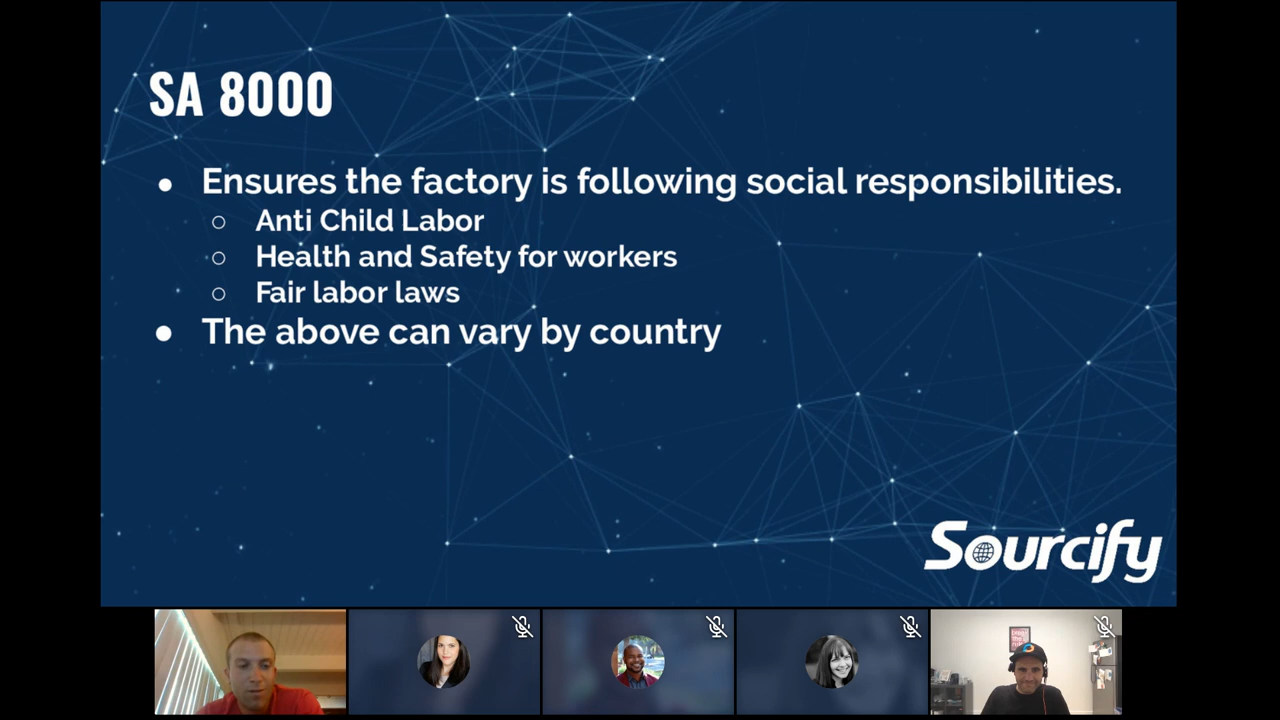 SA 8000
● Ensures the factory is following social responsibilities.
○ Anti Child Labor
○ Health and Safety for workers
○ Fair labor laws
● The above can vary by country
Sourcify